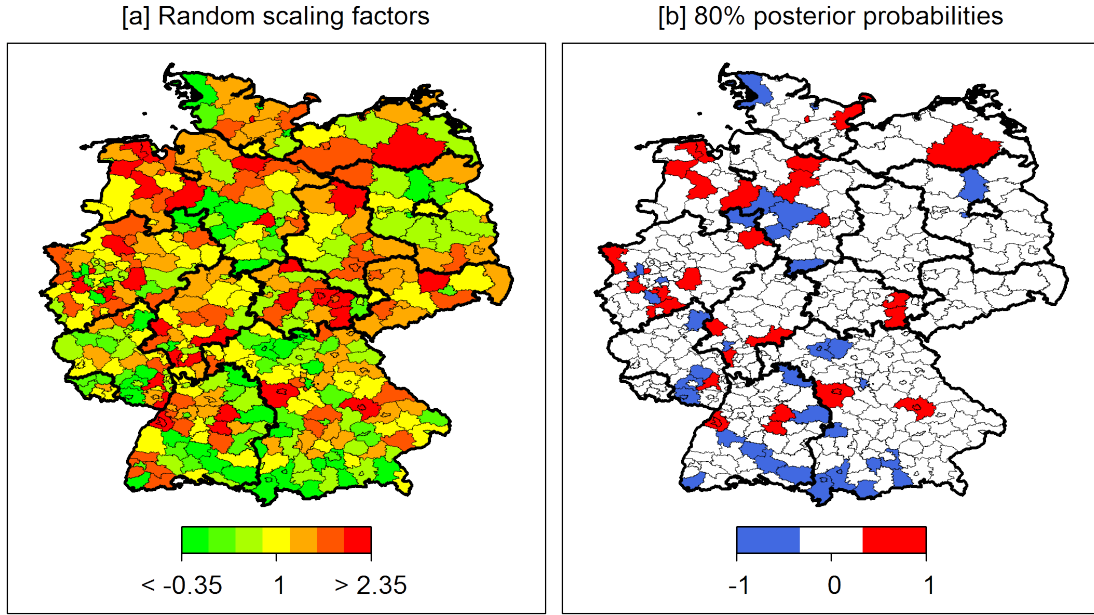 [a] Random scaling factors
[b] 80% posterior probabilities
< -0.35 1 > 2.35
-1 0 1